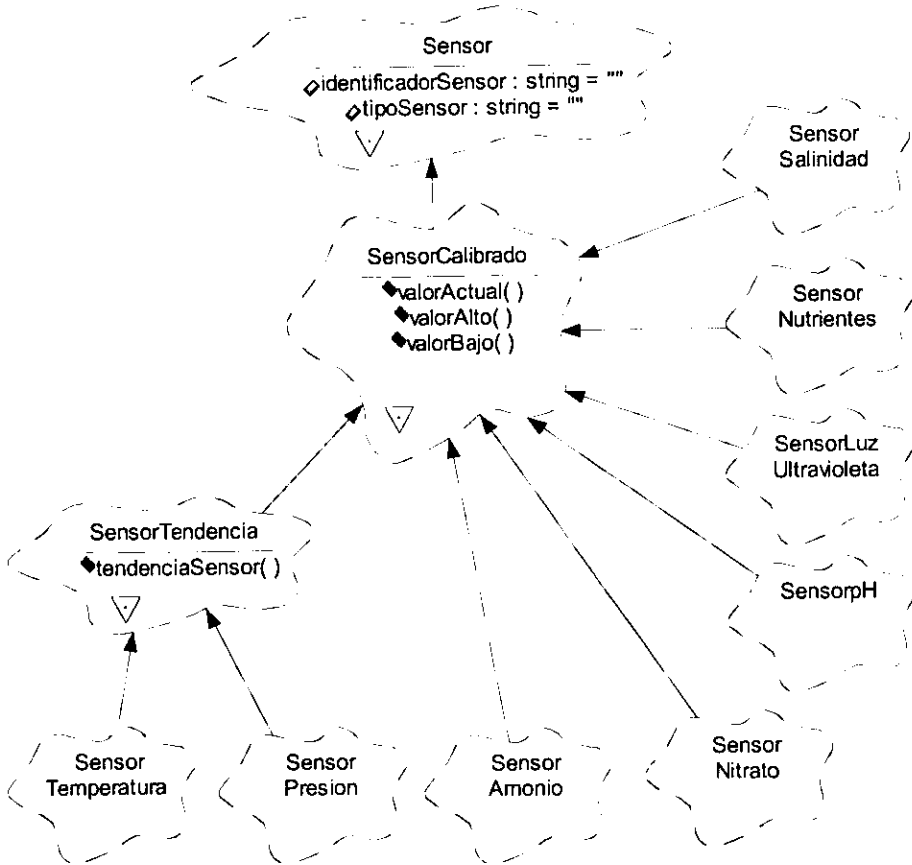 Sensor
identificadorSensor : string = ""
tipoSensor : string = ""
Sensor
Salinidad
SensorCalibrado
valorActual( )
valorAlto( )
valorBajo( )
Sensor
Nutrientes
SensorLuz
Ultravioleta
SensorTendencia
tendenciaSensor( )
SensorpH
Sensor
Temperatura
Sensor
Presion
Sensor
Amonio
Sensor
Nitrato